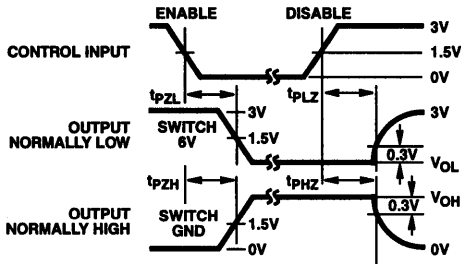 ENABLE DISABLE
3V
CONTROL INPUT 1.5V
0V
tPZL tPLZ
3V 3V
OUTPUT NORMALLY LOW
SWITCH 6V
1.5V
0.3V
VOL
tPZH tPHZ
VOH
0.3V
OUTPUT NORMALLY HIGH
SWITCH GND
1.5V
0V 0V